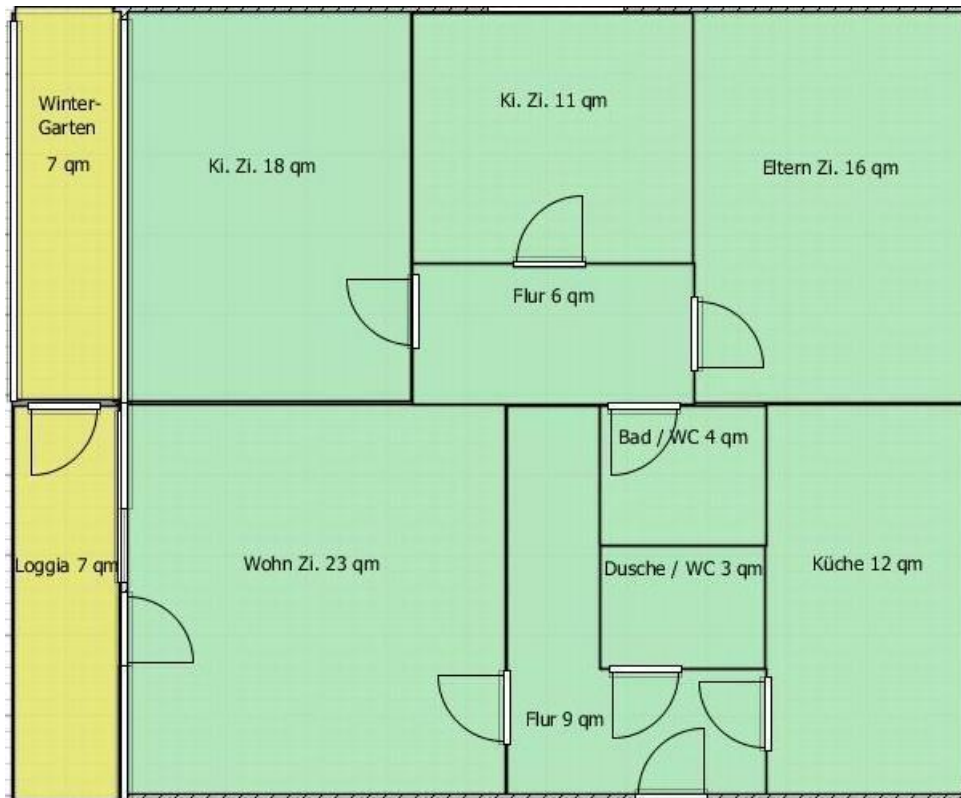 Winter-
Garten
7 qm
Ki. Zi. 18 qm
Ki. Zi. 11 qm
Eltern Zi. 16 qm
Flur 6 qm
Bad / WC 4 qm
Loggia 7 qm
Wohn Zi. 23 qm
Dusche / WC 3 qm
Küche 12 qm
Flur 9 qm